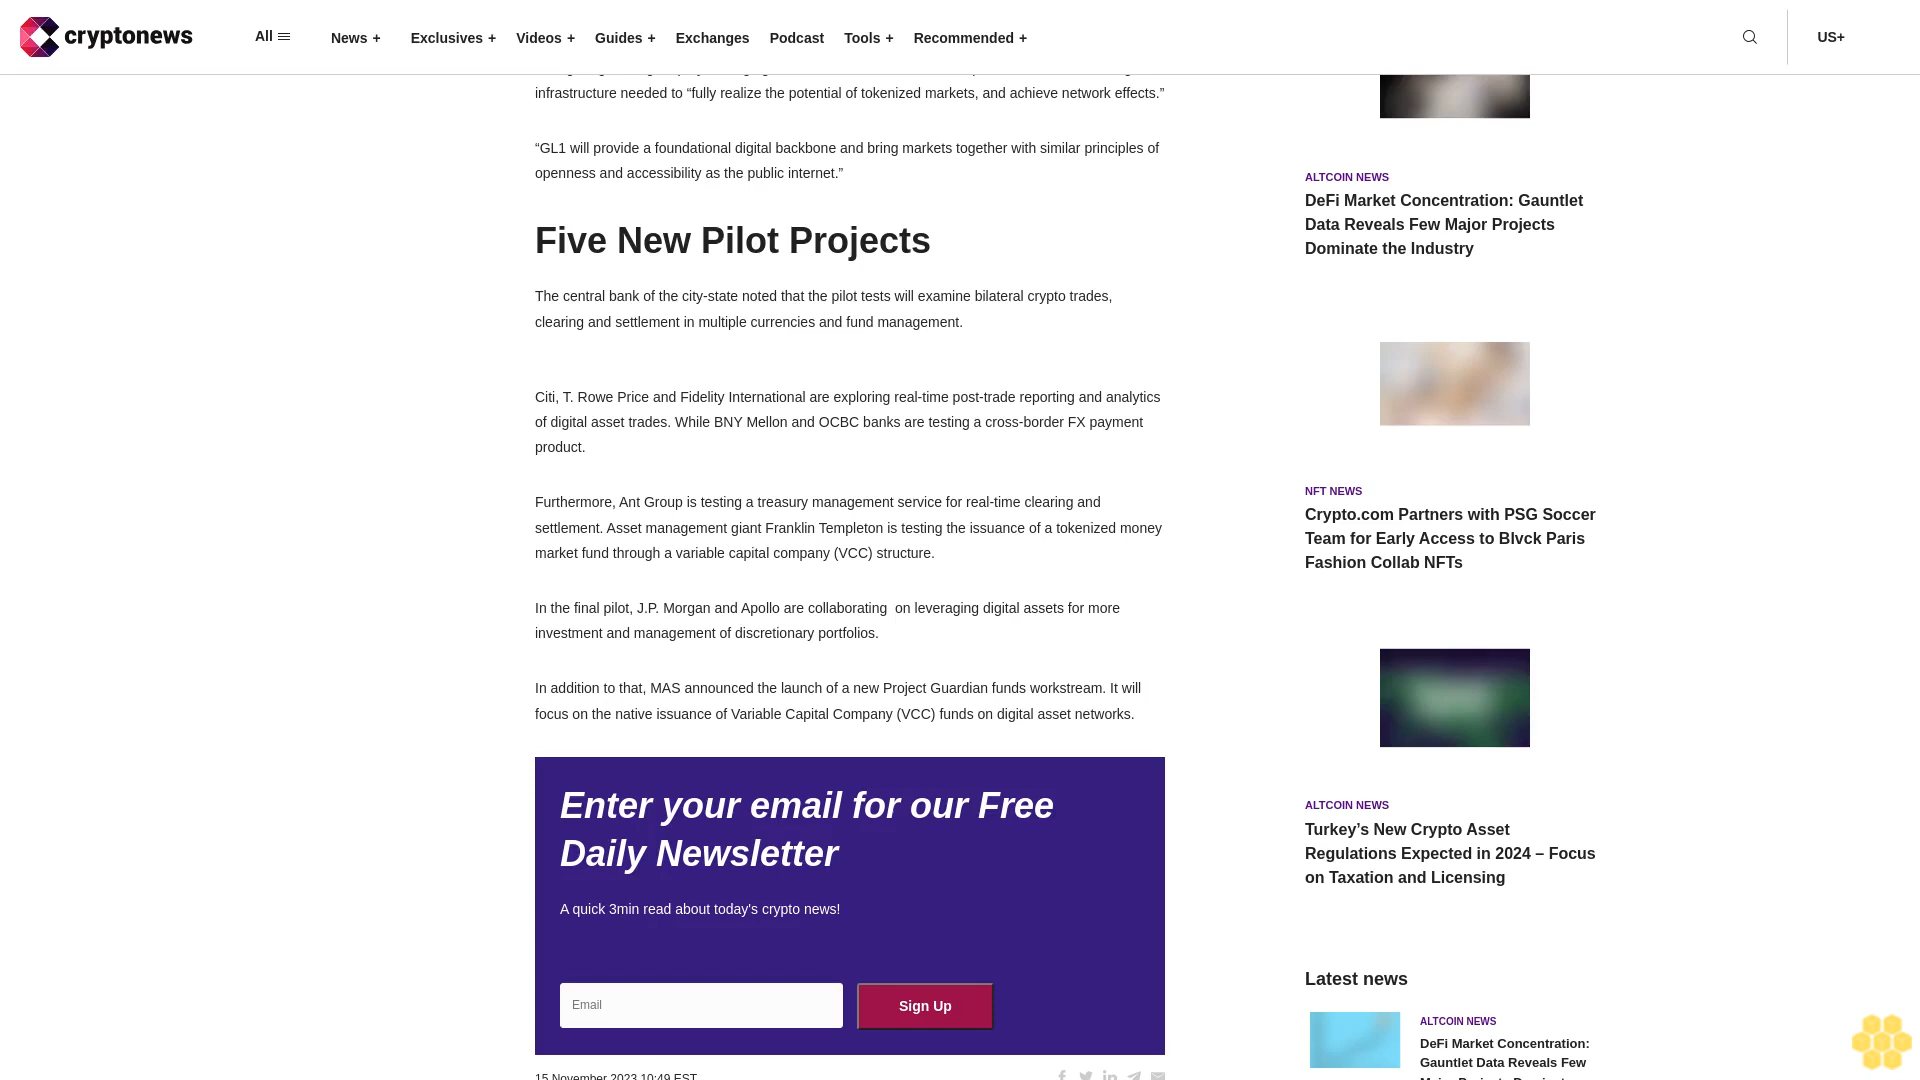 cryptonews
All
News +
Exclusives +
Videos +
Guides +
Exchanges
Podcast
Tools +
Recommended +
US+
infrastructure needed to “fully realize the potential of tokenized markets, and achieve network effects.”
“GL1 will provide a foundational digital backbone and bring markets together with similar principles of
openness and accessibility as the public internet.”
Five New Pilot Projects
The central bank of the city-state noted that the pilot tests will examine bilateral crypto trades,
clearing and settlement in multiple currencies and fund management.
Citi, T. Rowe Price and Fidelity International are exploring real-time post-trade reporting and analytics
of digital asset trades. While BNY Mellon and OCBC banks are testing a cross-border FX payment
product.
Furthermore, Ant Group is testing a treasury management service for real-time clearing and
settlement. Asset management giant Franklin Templeton is testing the issuance of a tokenized money
market fund through a variable capital company (VCC) structure.
In the final pilot, J.P. Morgan and Apollo are collaborating  on leveraging digital assets for more
investment and management of discretionary portfolios.
In addition to that, MAS announced the launch of a new Project Guardian funds workstream. It will
focus on the native issuance of Variable Capital Company (VCC) funds on digital asset networks.
Enter your email for our Free
Daily Newsletter
A quick 3min read about today's crypto news!
Email
Sign Up
15 November 2023 10:49 EST
ALTCOIN NEWS
DeFi Market Concentration: Gauntlet
Data Reveals Few Major Projects
Dominate the Industry
NFT NEWS
Crypto.com Partners with PSG Soccer
Team for Early Access to Blvck Paris
Fashion Collab NFTs
ALTCOIN NEWS
Turkey’s New Crypto Asset
Regulations Expected in 2024 – Focus
on Taxation and Licensing
Latest news
ALTCOIN NEWS
DeFi Market Concentration:
Gauntlet Data Reveals Few
Major Projects Dominate